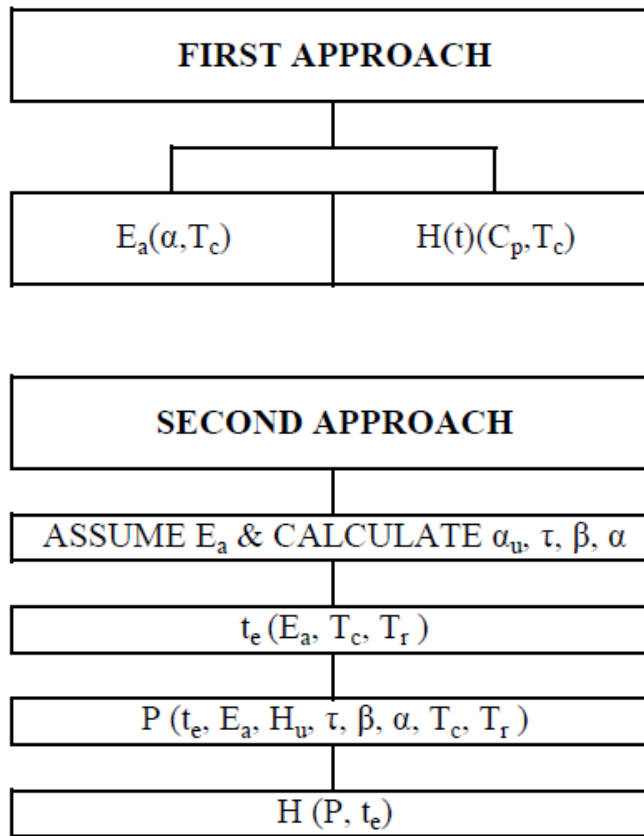 FIRST APPROACH
Eₐ(α,T꜀) H(t)(Cₚ,T꜀)
SECOND APPROACH
ASSUME Eₐ & CALCULATE αᵤ, τ, β, α
tₑ (Eₐ, T꜀, Tᵣ )
P (tₑ, Eₐ, Hᵤ, τ, β, α, T꜀, Tᵣ )
H (P, tₑ)